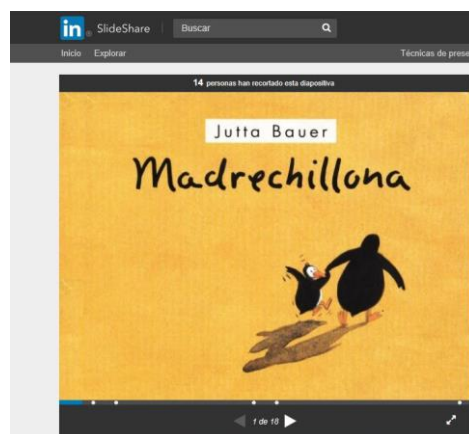 in® SlideShare Buscar
Inicio Explorar Técnicas de prese
14 personas han recortado esta diapositiva
Jutta Bauer
Madrechillona
1 de 18